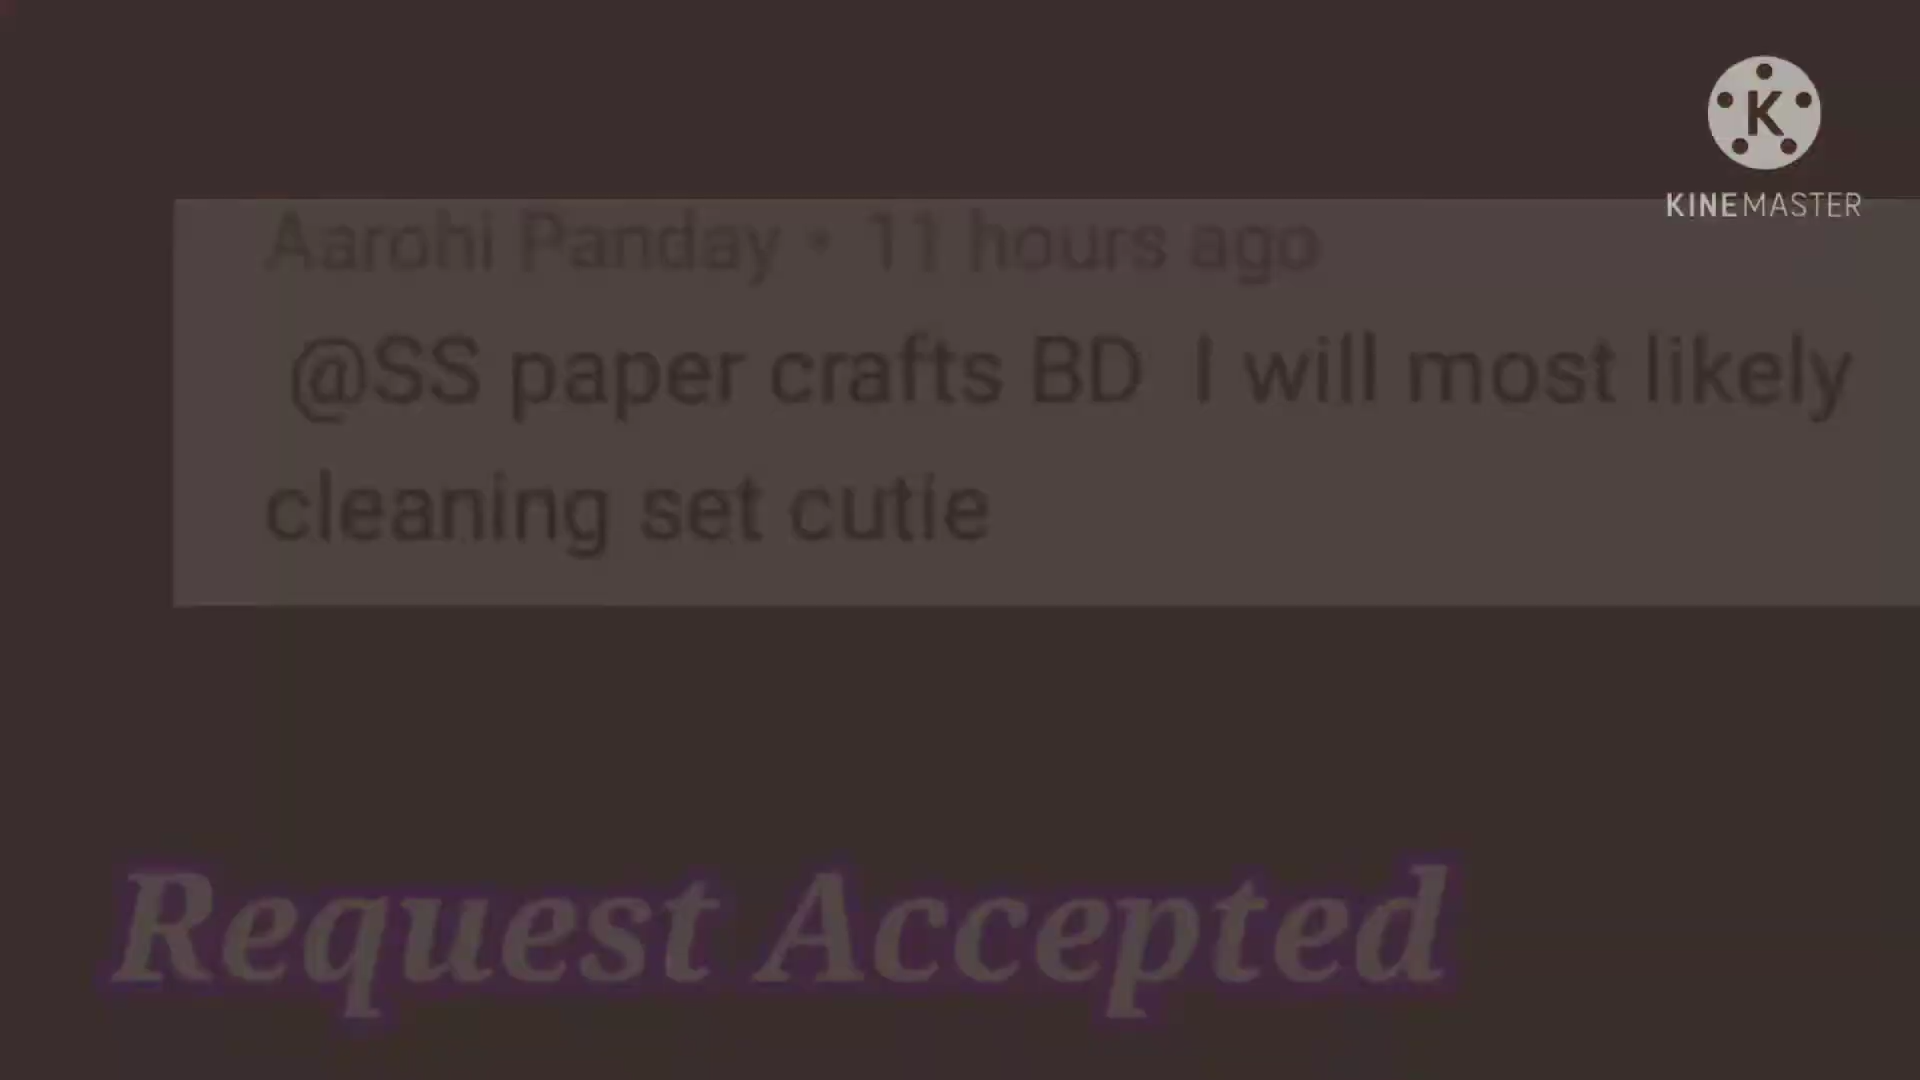 K
KINEMASTER
Aarohi Panday • 11 hours ago
@SS paper crafts BD I will most likely
cleaning set cutie
Request Accepted